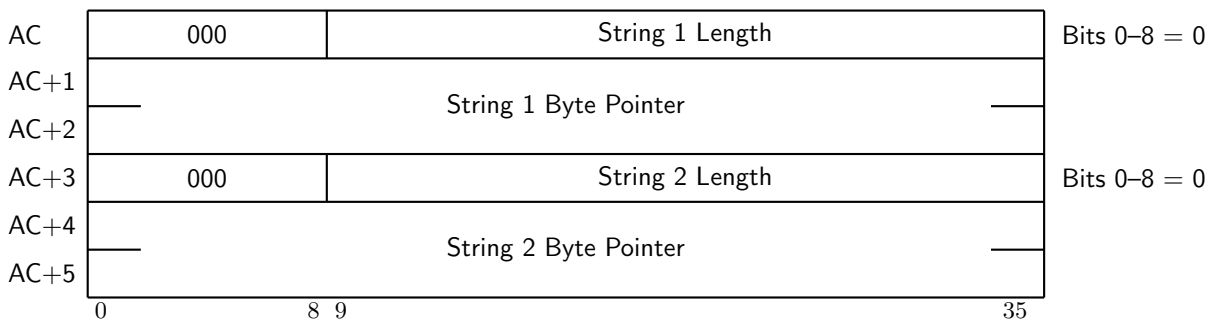 AC 000 String 1 Length Bits 0–8 = 0
AC+1
String 1 Byte Pointer
AC+2
AC+3 000 String 2 Length Bits 0–8 = 0
AC+4
String 2 Byte Pointer
AC+5
0 8 9 35